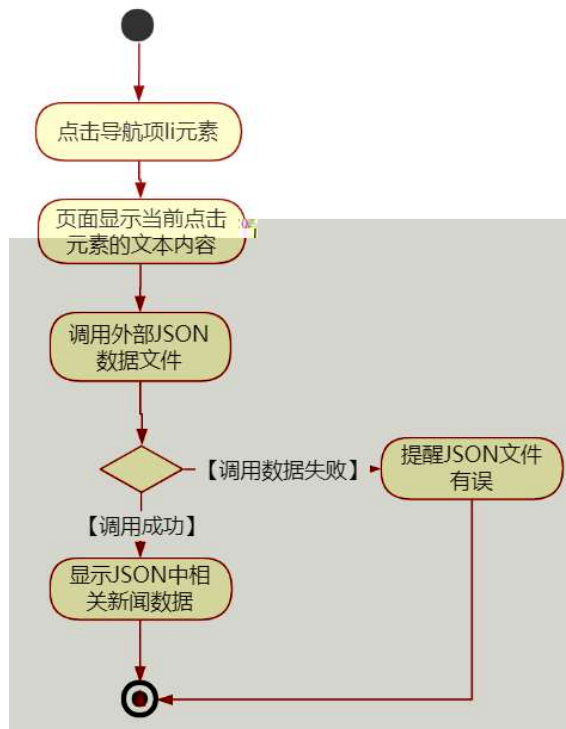 点击导航项li元素
页面显示当前点击
元素的文本内容
调用外部JSON
数据文件
【调用数据失败】
提醒JSON文件
有误
【调用成功】
显示JSON中相
关新闻数据